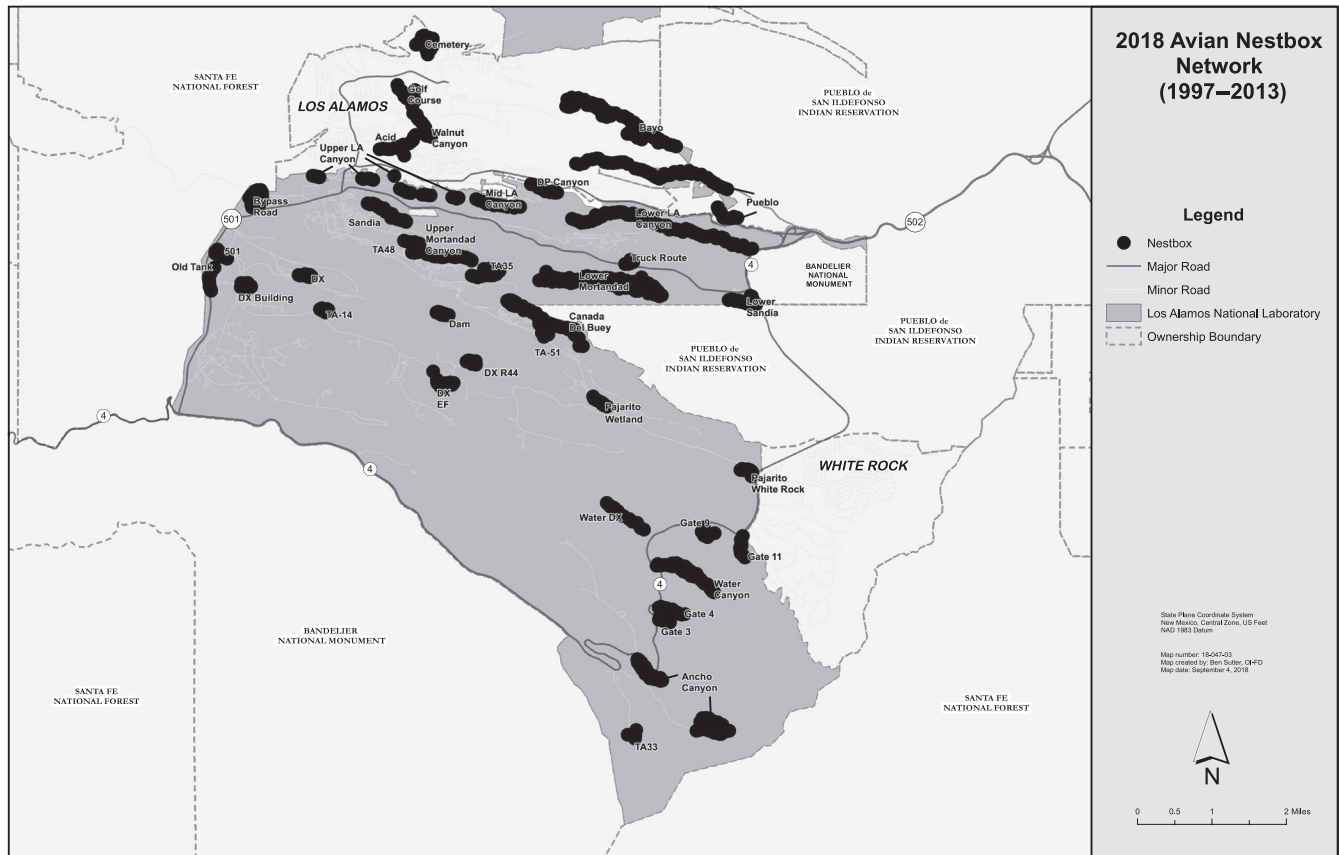 2018 Avian Nestbox
Network
(1997–2013)
Legend
Nestbox
Major Road
Minor Road
Los Alamos National Laboratory
Ownership Boundary
State Plane Coordinate System
New Mexico, Central Zone, US Feet
NAD 1983 Datum
Map number: 18-047-03
Map created by: Ben Sutter, OI-FD
Map date: September 4, 2018
N
0 0.5 1 2 Miles
Cemetery
SANTA FE
NATIONAL FOREST
LOS ALAMOS
Golf
Course
PUEBLO de
SAN ILDEFONSO
INDIAN RESERVATION
Bayo
Acid
Walnut
Canyon
Upper LA
Canyon
DP Canyon
Mid LA
Canyon
Pueblo
Bypass
Road
501
Sandia
Lower LA
Canyon
502
Upper
Mortandad
Canyon
TA48
501
Old Tank
TA35
Truck Route
4
BANDELIER
NATIONAL
MONUMENT
DX
DX Building
Lower
Mortandad
Lower
Sandia
TA-14
Dam
Canada
Del Buey
TA-51
PUEBLO de
SAN ILDEFONSO
INDIAN RESERVATION
PUEBLO de
SAN ILDEFONSO
INDIAN RESERVATION
DX R44
DX
EF
Pajarito
Wetland
4
4
WHITE ROCK
Pajarito
White Rock
Water DX
Gate 9
Gate 11
4
Water
Canyon
Gate 4
Gate 3
BANDELIER
NATIONAL MONUMENT
Ancho
Canyon
SANTA FE
NATIONAL FOREST
SANTA FE
NATIONAL FOREST
TA33